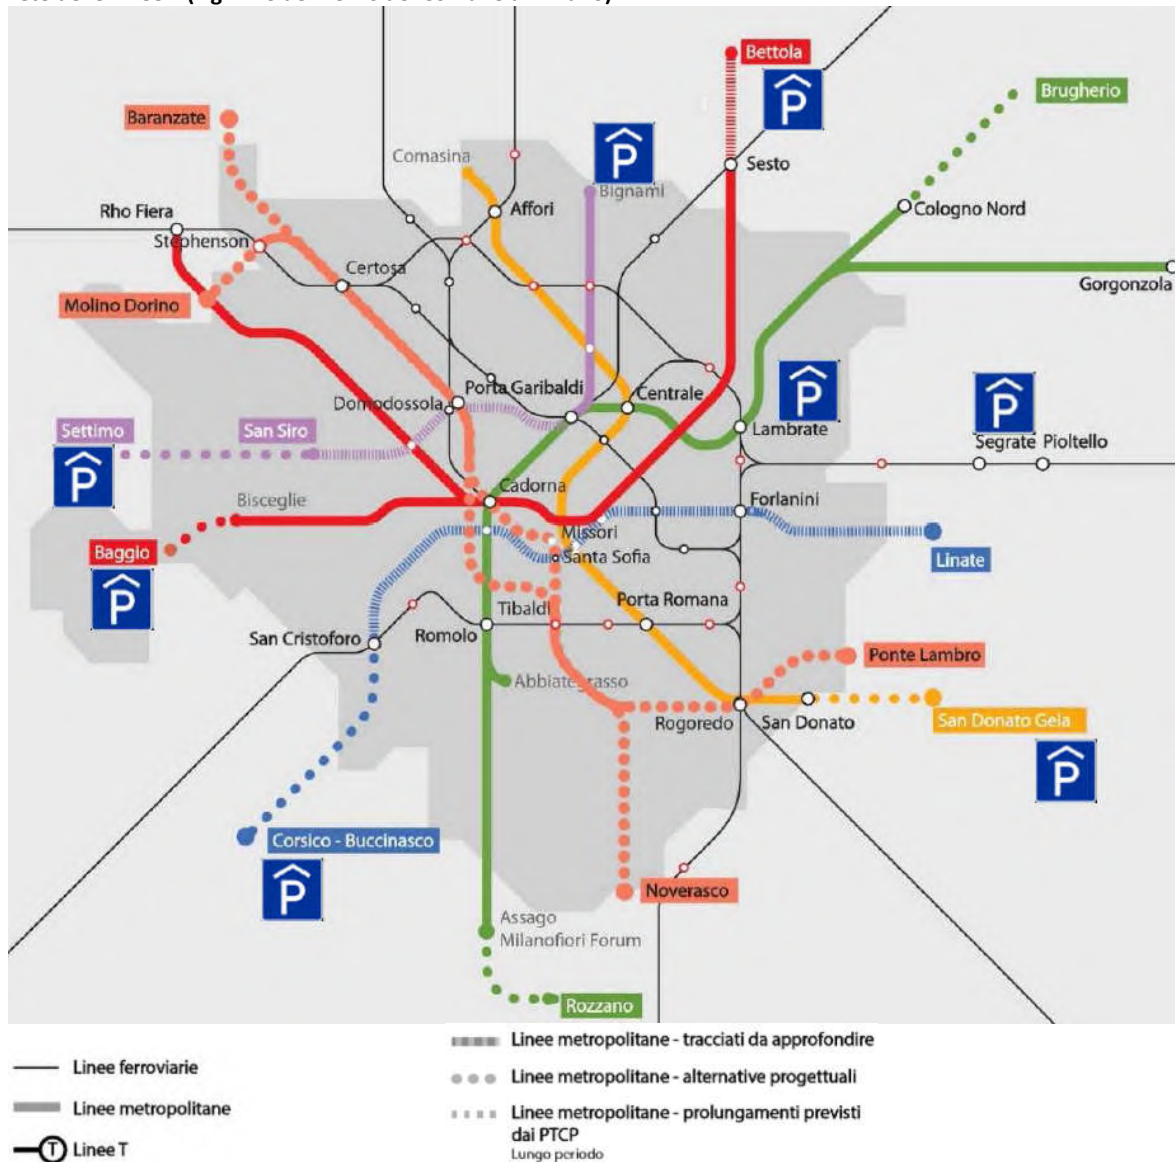 Bettola
P
Brugherio
Baranzate
P
Comasina
Bignami
Sesto
Rho Fiera
Affori
Cologno Nord
Stephenson
Certosa
Gorgonzola
Molino Dorino
Porta Garibaldi
Centrale
P
P
Domodossola
Settimo
San Siro
Lambrate
Segrate Pioltello
P
Bisceglie
Cadorna
Forlanini
Missori
Baggio
Santa Sofia
Linate
P
Tibaldi
Porta Romana
San Cristoforo
Romolo
Ponte Lambro
Abbiategrasso
Rogoredo
San Donato
San Donato Gela
P
Corsico - Buccinasco
P
Noverasco
Assago
Milanofiori Forum
Rozzano
Linee ferroviarie
Linee metropolitane
T Linee T
Linee metropolitane - tracciati da approfondire
Linee metropolitane - alternative progettuali
Linee metropolitane - prolungamenti previsti
dai PTCP
Lungo periodo